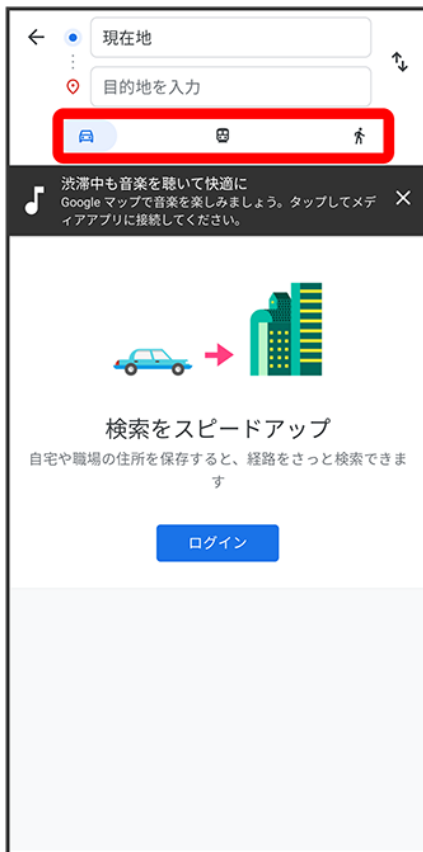 現在地
目的地を入力
渋滞中も音楽を聴いて快適に
Google マップで音楽を楽しみましょう。タップしてメデ
ィアアプリに接続してください。
検索をスピードアップ
自宅や職場の住所を保存すると、経路をさっと検索できま
す
ログイン